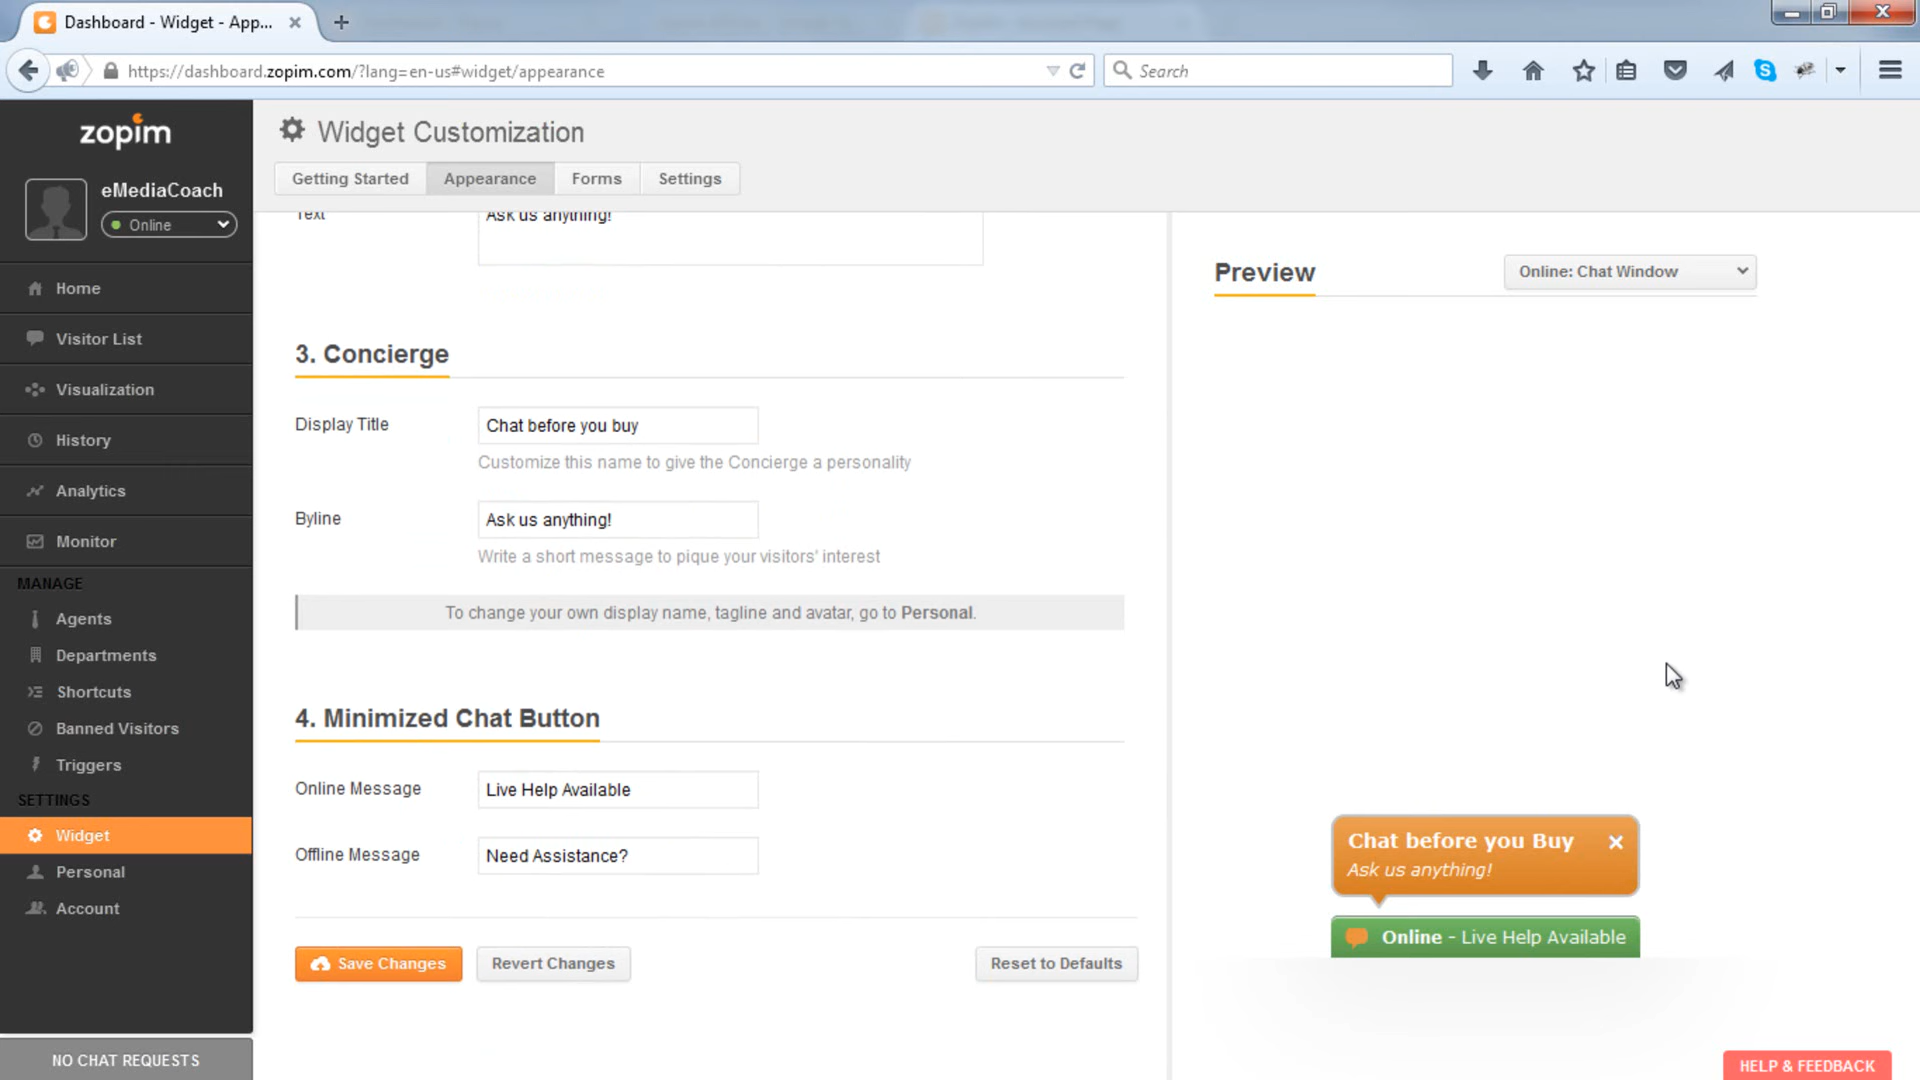 Dashboard - Widget - App...
https://dashboard.zopim.com/?lang=en-us#widget/appearance
Search
zopim
eMediaCoach
Online
Home
Visitor List
Visualization
History
Analytics
Monitor
MANAGE
Agents
Departments
Shortcuts
Banned Visitors
Triggers
SETTINGS
Widget
Personal
Account
NO CHAT REQUESTS
Widget Customization
Getting Started
Appearance
Forms
Settings
Text
Ask us anything!
3. Concierge
Display Title
Chat before you buy
Customize this name to give the Concierge a personality
Byline
Ask us anything!
Write a short message to pique your visitors' interest
To change your own display name, tagline and avatar, go to Personal.
4. Minimized Chat Button
Online Message
Live Help Available
Offline Message
Need Assistance?
Save Changes
Revert Changes
Reset to Defaults
Preview
Online: Chat Window
Chat before you Buy
Ask us anything!
Online - Live Help Available
HELP & FEEDBACK